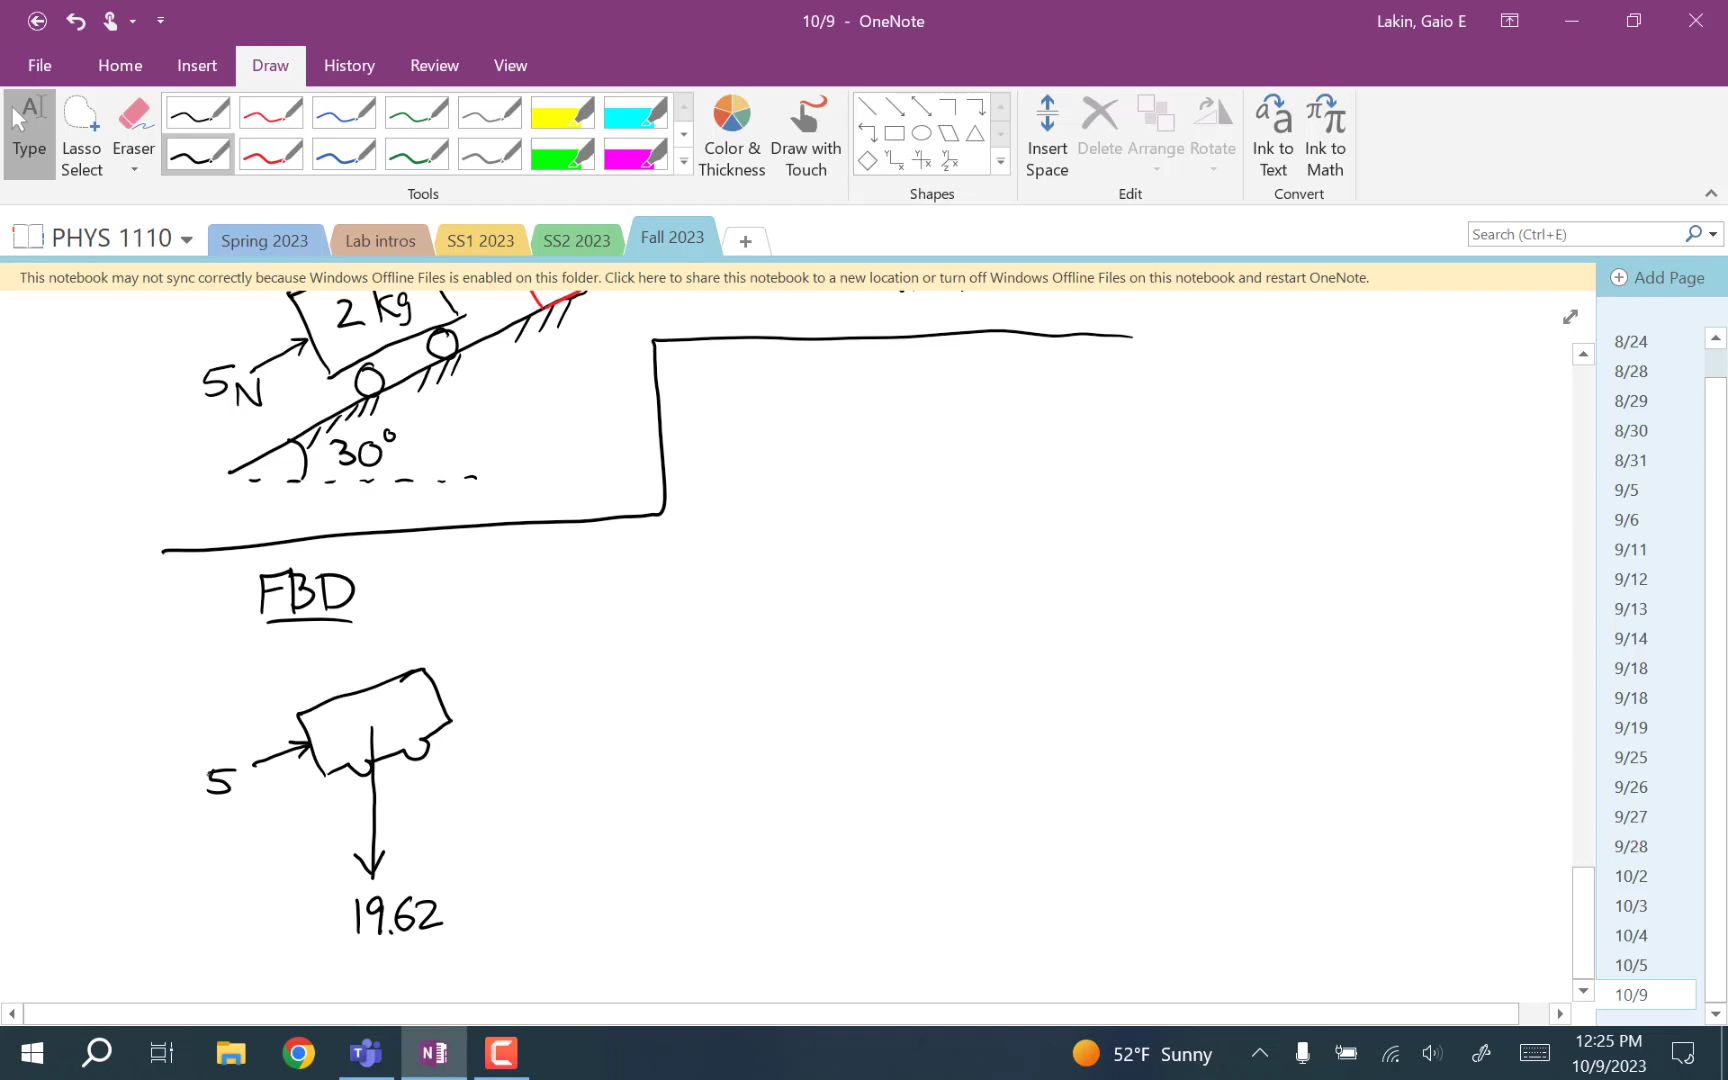 10/9 - OneNote
Lakin, Gaio E
File Home Insert Draw History Review View
Type
Lasso Select
Eraser
Color & Thickness
Draw with Touch
Insert Space
Delete
Arrange
Rotate
Ink to Text
Ink to Math
Tools
Shapes
Edit
Convert
PHYS 1110
Spring 2023
Lab intros
SS1 2023
SS2 2023
Fall 2023
Search (Ctrl+E)
This notebook may not sync correctly because Windows Offline Files is enabled on this folder. Click here to share this notebook to a new location or turn off Windows Offline Files on this notebook and restart OneNote.
Add Page
2 kg
5N
30°
FBD
5
19.62
8/24
8/28
8/29
8/30
8/31
9/5
9/6
9/11
9/12
9/13
9/14
9/18
9/18
9/19
9/25
9/26
9/27
9/28
10/2
10/3
10/4
10/5
10/9
52°F Sunny
12:25 PM
10/9/2023